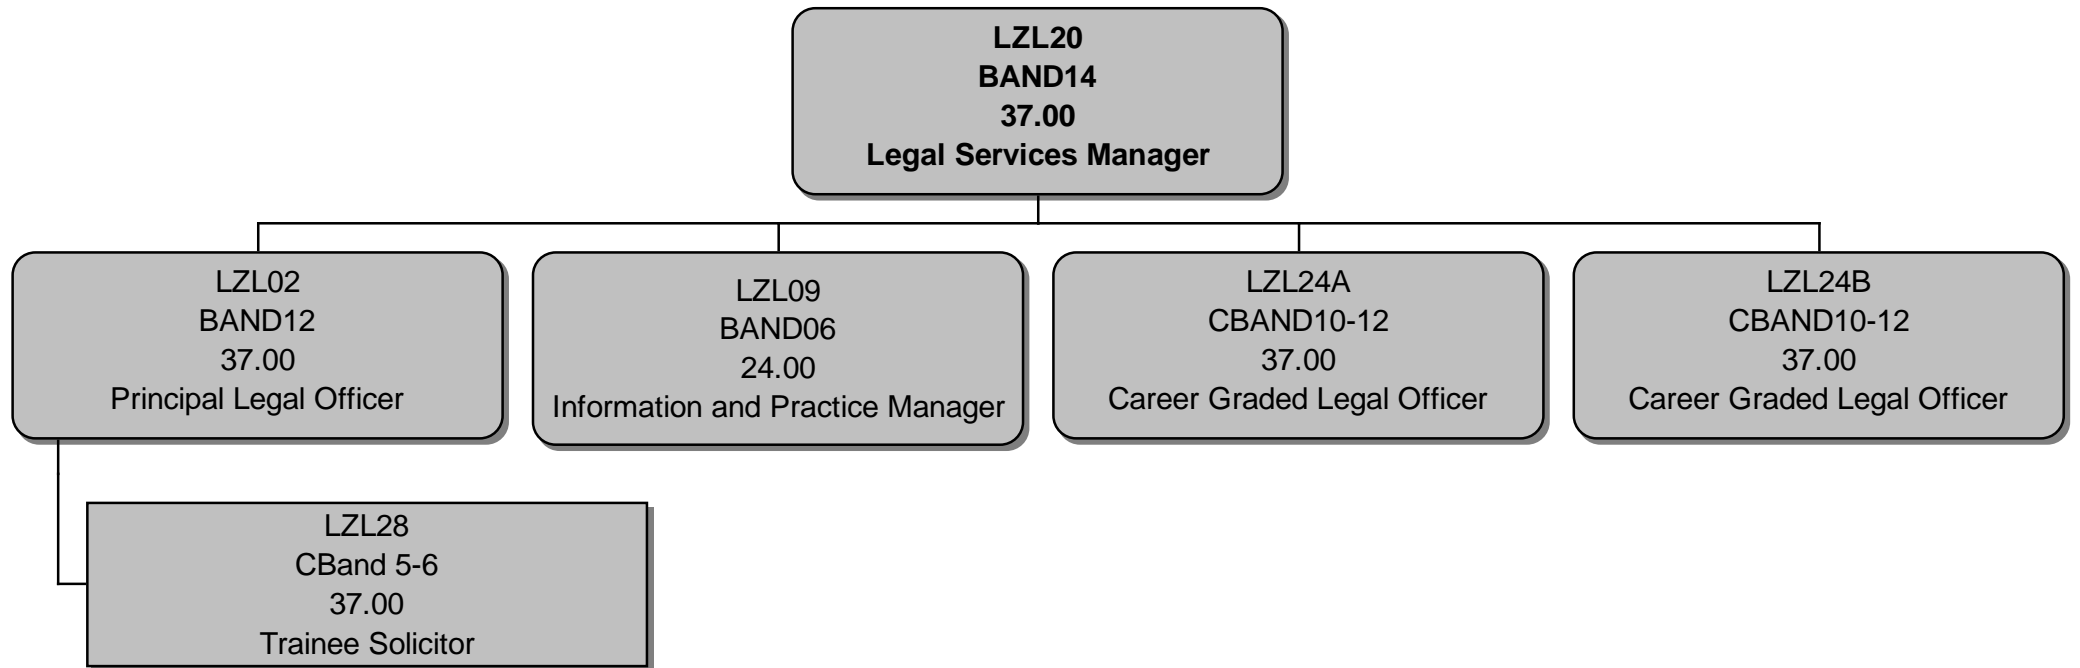 LZL20
BAND14
37.00
Legal Services Manager
LZL02
BAND12
37.00
Principal Legal Officer
LZL09
BAND06
24.00
Information and Practice Manager
LZL24A
CBAND10-12
37.00
Career Graded Legal Officer
LZL24B
CBAND10-12
37.00
Career Graded Legal Officer
LZL28
CBand 5-6
37.00
Trainee Solicitor